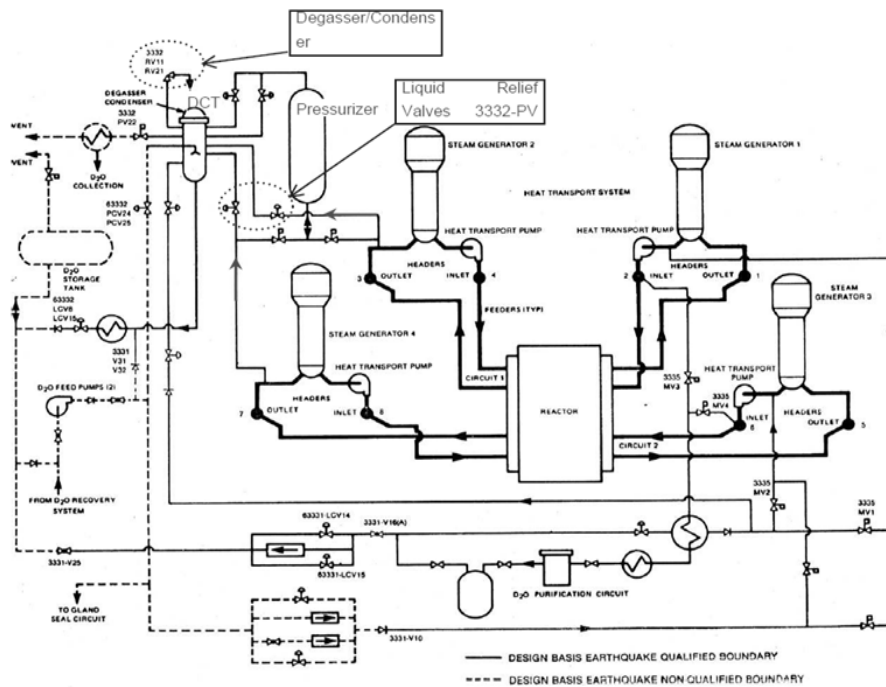 Degasser/Condens
er
3332
RV11
RV21
DEGASSER
CONDENSER
DCT
Pressurizer
Liquid Relief
Valves 3332-PV
3332
PV22
VENT
VENT
D2O
COLLECTION
63332
PCV24
PCV25
D2O
STORAGE
TANK
63332
LCV6
LCV15
3331
V31
V32
D2O FEED PUMPS (2)
FROM D2O RECOVERY
SYSTEM
3331-V25
TO GLAND
SEAL CIRCUIT
STEAM GENERATOR 2
HEAT TRANSPORT PUMP
HEADERS
3 OUTLET
INLET 4
FEEDERS (TYP)
HEAT TRANSPORT SYSTEM
STEAM GENERATOR 1
HEAT TRANSPORT PUMP
HEADERS
2 INLET
OUTLET 1
STEAM GENERATOR 4
HEAT TRANSPORT PUMP
HEADERS
7 OUTLET
INLET 8
STEAM
GENERATOR 3
HEAT TRANSPORT
PUMP
HEADERS
INLET
6
OUTLET 5
CIRCUIT 1
REACTOR
CIRCUIT 2
3335
MV3
3335
MV4
3335
MV2
3335
MV1
63331-LCV14
3331-V16(A)
63331-LCV15
D2O PURIFICATION CIRCUIT
3331-V10
DESIGN BASIS EARTHQUAKE QUALIFIED BOUNDARY
DESIGN BASIS EARTHQUAKE NON QUALIFIED BOUNDARY